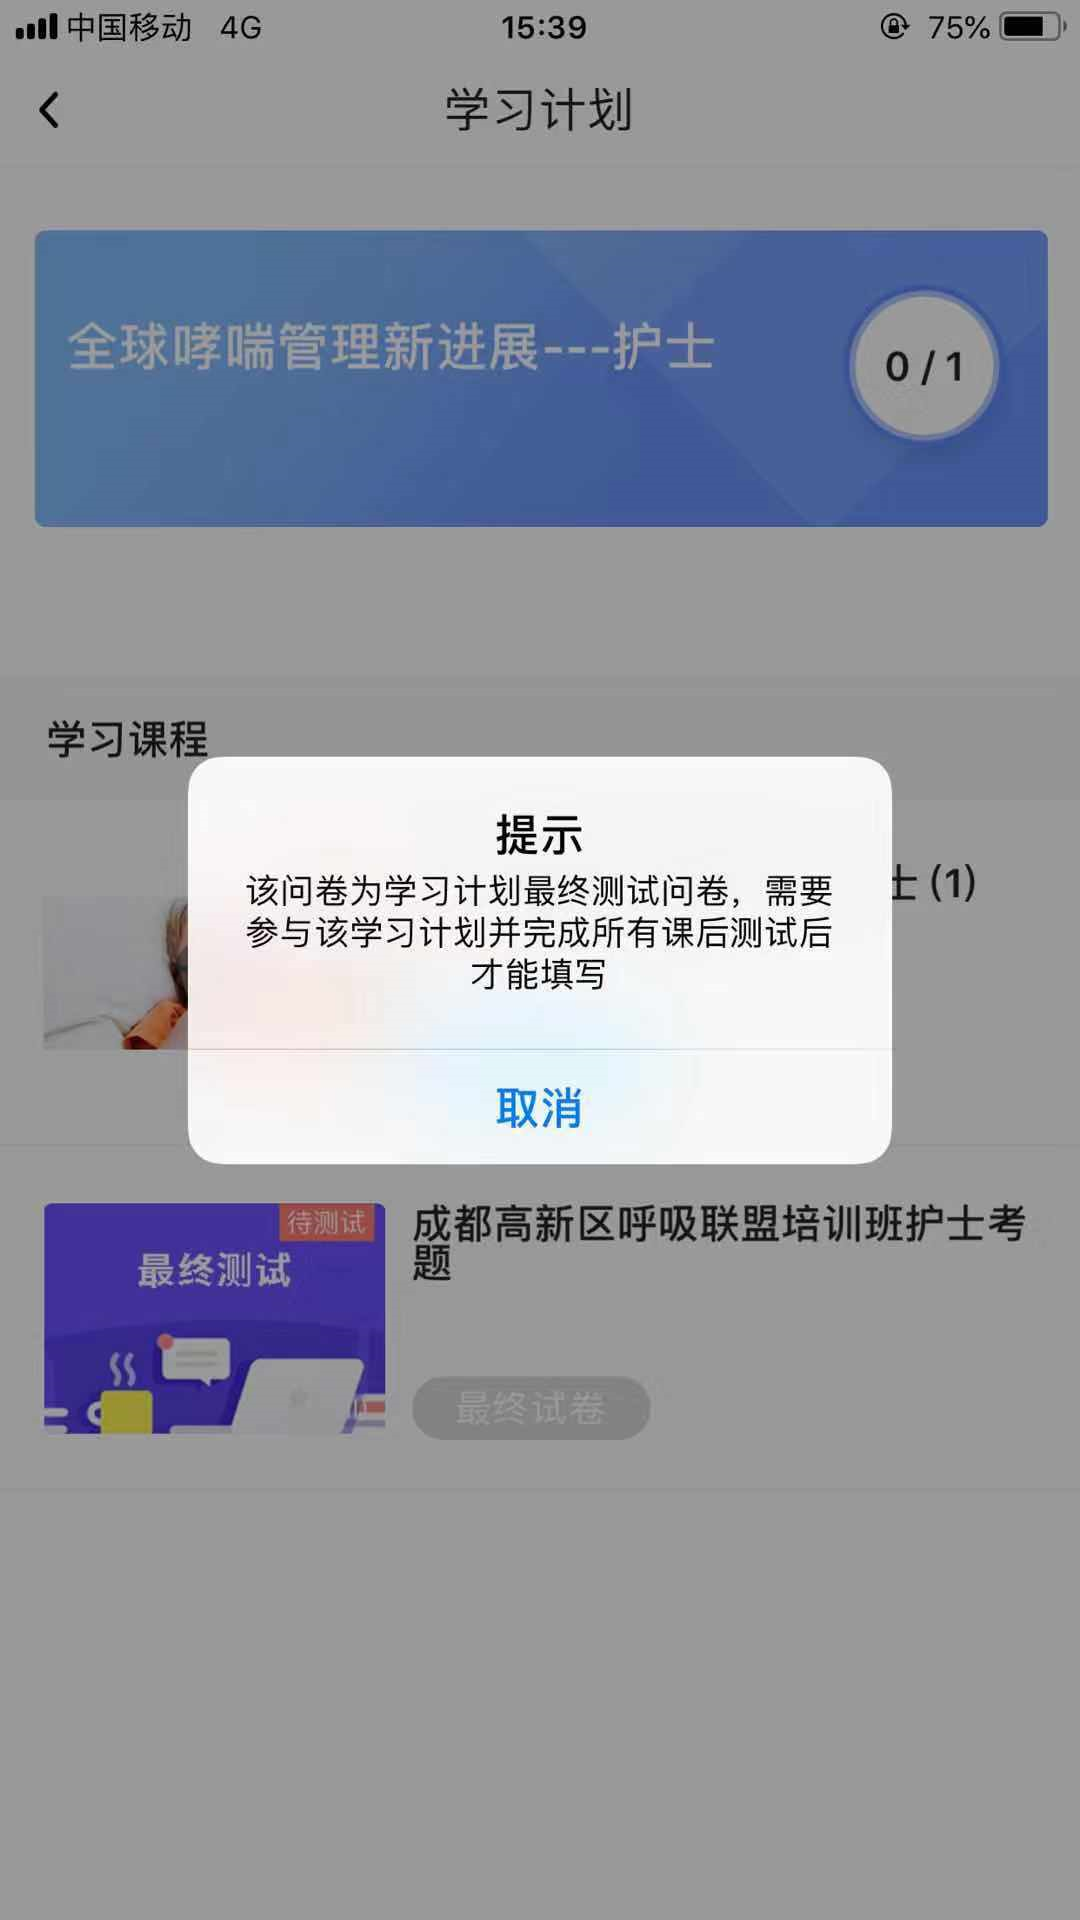 中国移动 4G 15:39 75%
学习计划
全球哮喘管理新进展---护士
0 / 1
学习课程
提示
该问卷为学习计划最终测试问卷，需要
参与该学习计划并完成所有课后测试后
才能填写
取消
士 (1)
待测试
最终测试
成都高新区呼吸联盟培训班护士考
题
最终试卷